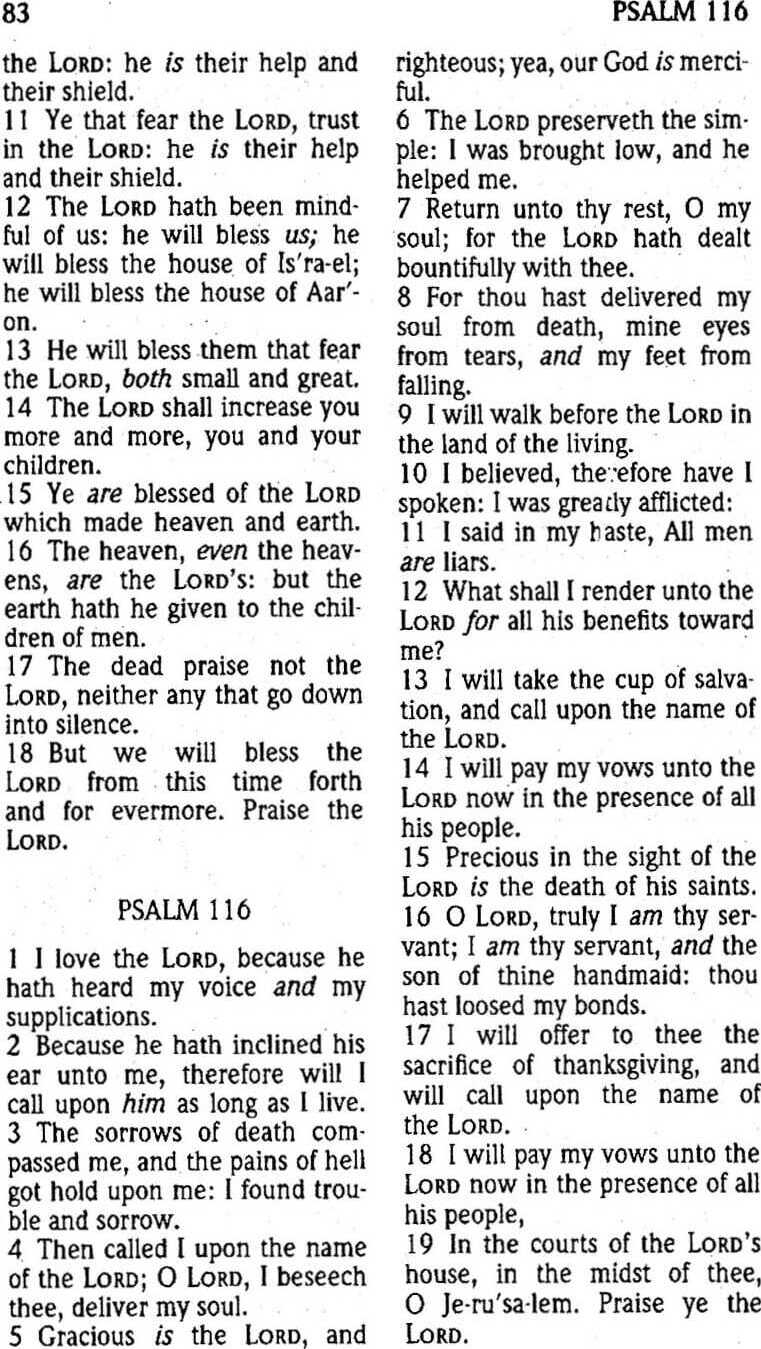 83
PSALM 116
the LORD: he is their help and
their shield.
11 Ye that fear the LORD, trust
in the LORD: he is their help
and their shield.
12 The LORD hath been mind-
ful of us: he will bless us; he
will bless the house of Is'ra-el;
he will bless the house of Aar'-
on.
13 He will bless them that fear
the LORD, both small and great.
14 The LORD shall increase you
more and more, you and your
children.
15 Ye are blessed of the LORD
which made heaven and earth.
16 The heaven, even the heav-
ens, are the LORD'S: but the
earth hath he given to the chil-
dren of men.
17 The dead praise not the
LORD, neither any that go down
into silence.
18 But we will bless the
LORD from this time forth
and for evermore. Praise the
LORD.
PSALM 116
1 I love the LORD, because he
hath heard my voice and my
supplications.
2 Because he hath inclined his
ear unto me, therefore will I
call upon him as long as I live.
3 The sorrows of death com-
passed me, and the pains of hell
got hold upon me: I found trou-
ble and sorrow.
4 Then called I upon the name
of the LORD; O LORD, I beseech
thee, deliver my soul.
5 Gracious is the LORD, and
righteous; yea, our God is merci-
ful.
6 The LORD preserveth the sim-
ple: I was brought low, and he
helped me.
7 Return unto thy rest, O my
soul; for the LORD hath dealt
bountifully with thee.
8 For thou hast delivered my
soul from death, mine eyes
from tears, and my feet from
falling.
9 I will walk before the LORD in
the land of the living.
10 I believed, therefore have I
spoken: I was greatly afflicted:
11 I said in my haste, All men
are liars.
12 What shall I render unto the
LORD for all his benefits toward
me?
13 I will take the cup of salva-
tion, and call upon the name of
the LORD.
14 I will pay my vows unto the
LORD now in the presence of all
his people.
15 Precious in the sight of the
LORD is the death of his saints.
16 O LORD, truly I am thy ser-
vant; I am thy servant, and the
son of thine handmaid: thou
hast loosed my bonds.
17 I will offer to thee the
sacrifice of thanksgiving, and
will call upon the name of
the LORD.
18 I will pay my vows unto the
LORD now in the presence of all
his people,
19 In the courts of the LORD'S
house, in the midst of thee,
O Je-ru'sa-lem. Praise ye the
LORD.